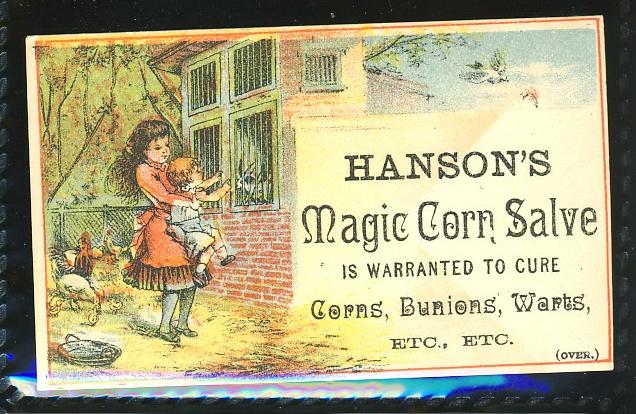 HANSON'S
Magic Corn Salve
IS WARRANTED TO CURE
Corns, Bunions, Warts,
ETC., ETC.
(OVER.)